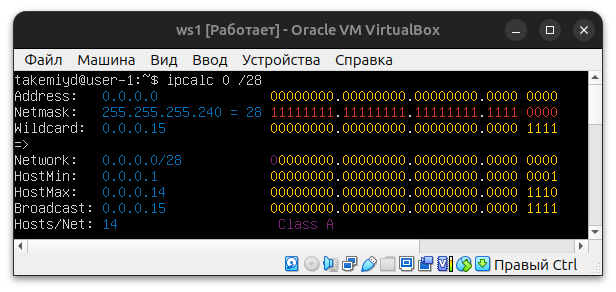 ws1 [Работает] - Oracle VM VirtualBox
Файл Машина Вид Ввод Устройства Справка
takemiyd@user-1:~$ ipcalc 0 /28
Address: 0.0.0.0 00000000.00000000.00000000.0000 0000
Netmask: 255.255.255.240 = 28 11111111.11111111.11111111.1111 0000
Wildcard: 0.0.0.15 00000000.00000000.00000000.0000 1111
=>
Network: 0.0.0.0/28 00000000.00000000.00000000.0000 0000
HostMin: 0.0.0.1 00000000.00000000.00000000.0000 0001
HostMax: 0.0.0.14 00000000.00000000.00000000.0000 1110
Broadcast: 0.0.0.15 00000000.00000000.00000000.0000 1111
Hosts/Net: 14 Class A
Правый Ctrl